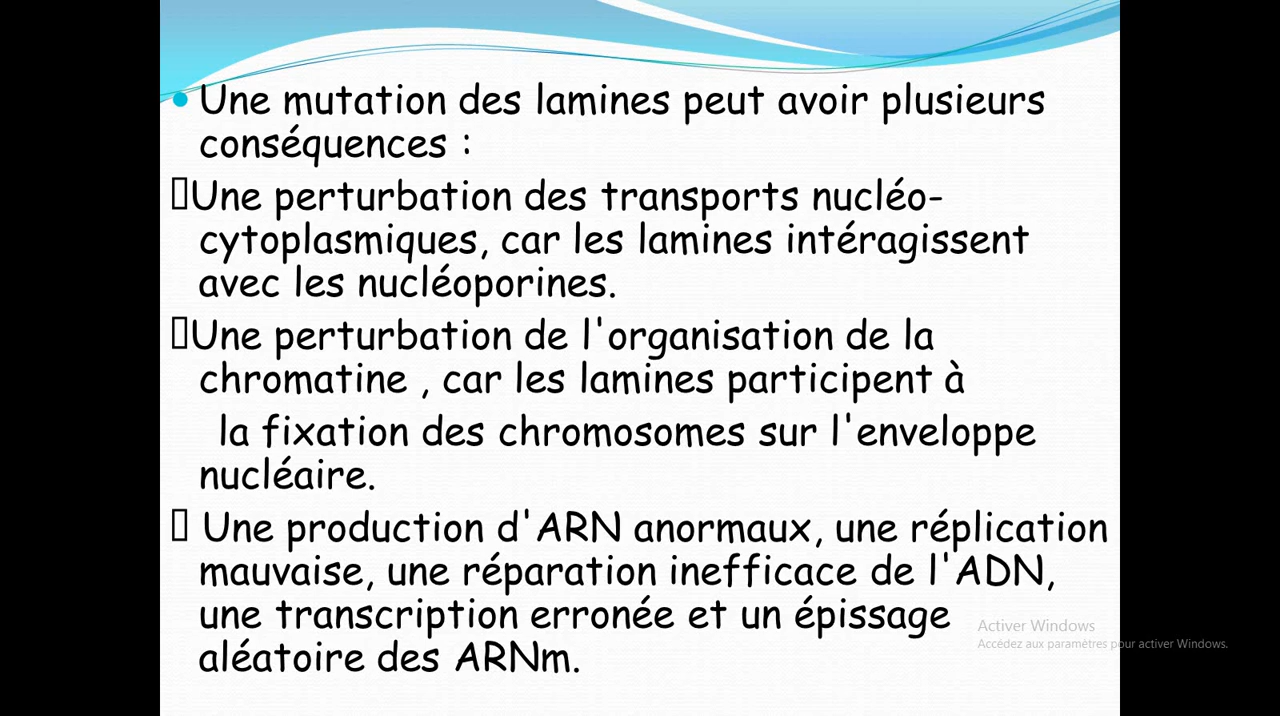 • Une mutation des lamines peut avoir plusieurs
conséquences :
▯Une perturbation des transports nucléo-
cytoplasmiques, car les lamines intéragissent
avec les nucléoporines.
▯Une perturbation de l'organisation de la
chromatine , car les lamines participent à
la fixation des chromosomes sur l'enveloppe
nucléaire.
▯ Une production d'ARN anormaux, une réplication
mauvaise, une réparation inefficace de l'ADN,
une transcription erronée et un épissage
aléatoire des ARNm.
Activer Windows
Accédez aux paramètres pour activer Windows.